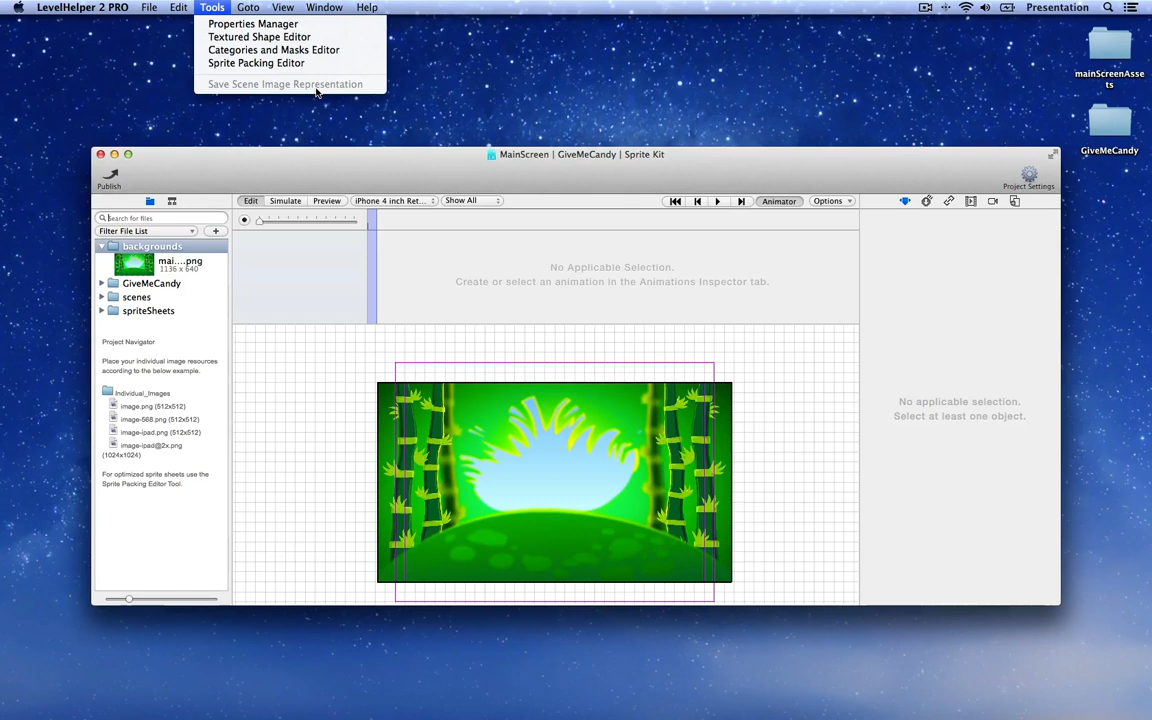 LevelHelper 2 PRO File Edit Tools Goto View Window Help Presentation
Properties Manager
Textured Shape Editor
Categories and Masks Editor
Sprite Packing Editor
Save Scene Image Representation
mainScreenAsse
ts
GiveMeCandy
MainScreen | GiveMeCandy | Sprite Kit
Publish
Project Settings
Edit Simulate Preview iPhone 4 inch Ret... Show All Animator Options
Search for files
Filter File List
backgrounds
mai....png
1136 x 640
GiveMeCandy
scenes
spriteSheets
Project Navigator
Place your individual image resources
according to the below example.
Individual_Images
image.png (512x512)
image-568.png (512x512)
image-ipad.png (512x512)
image-ipad@2x.png
(1024x1024)
For optimized sprite sheets use the
Sprite Packing Editor Tool.
No Applicable Selection.
Create or select an animation in the Animations Inspector tab.
No applicable selection.
Select at least one object.